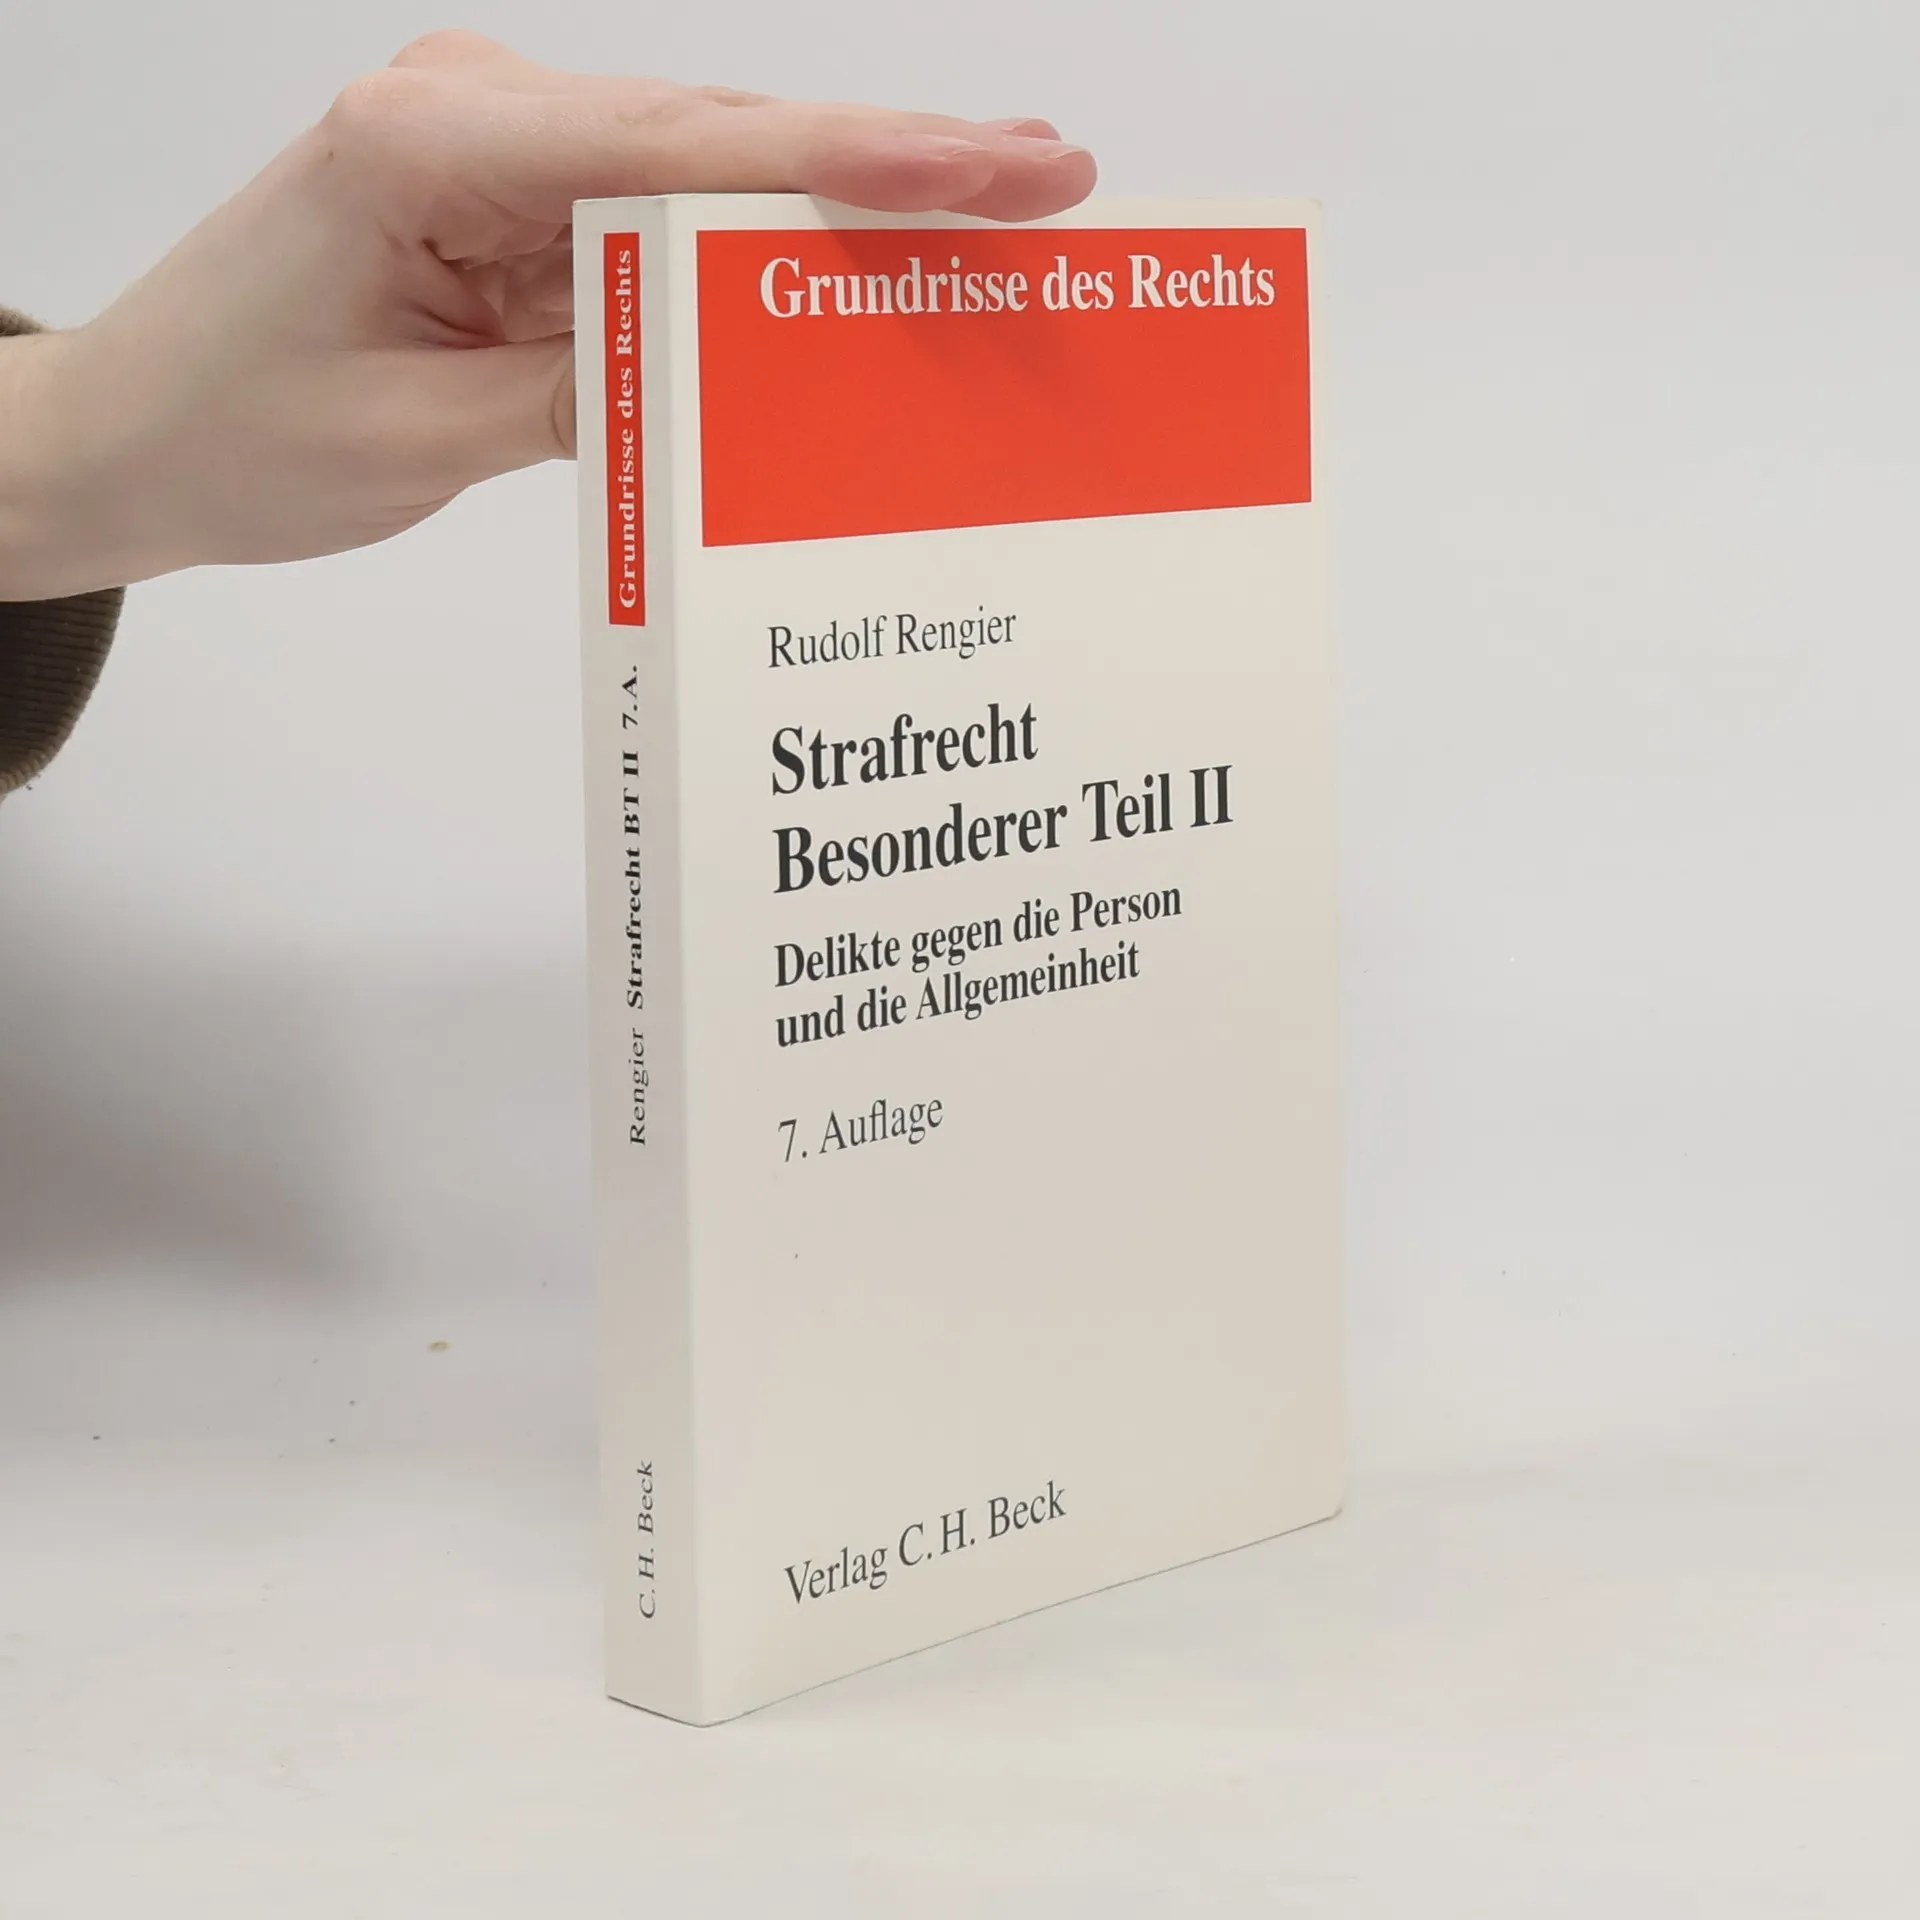 Grundrisse des Rechts
Rudolf Rengier
Strafrecht
Besonderer Teil II
Delikte gegen die Person
und die Allgemeinheit
7. Auflage
Verlag C. H. Beck
Grundrisse des Rechts
Rengier Strafrecht BT II 7. A.
C. H. Beck